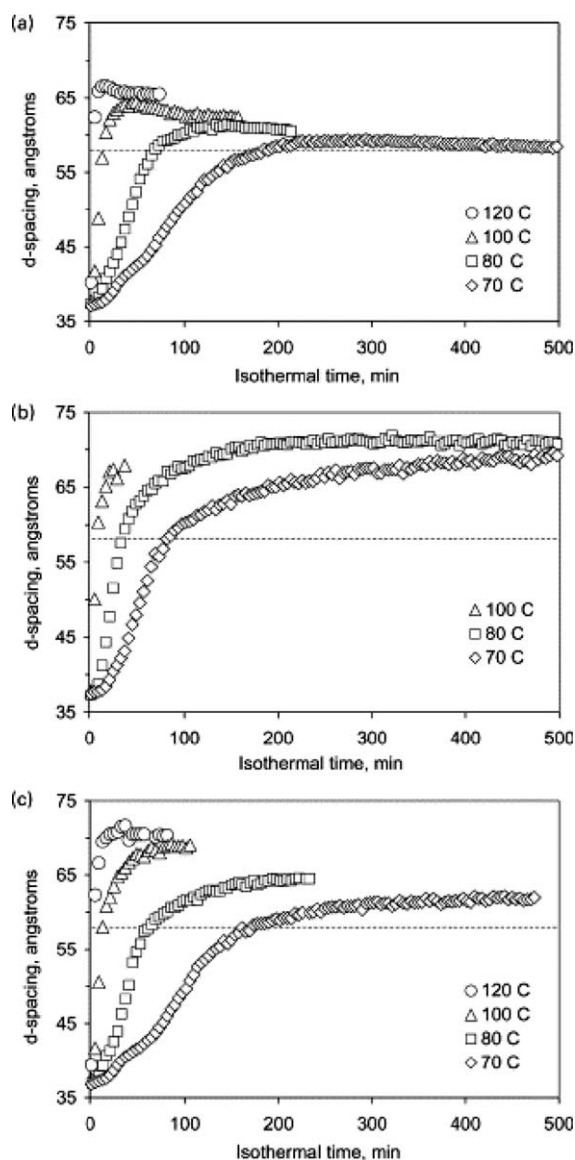 (a)
75
65
55
45
35
d-spacing, angstroms
120 C
100 C
80 C
70 C
0
100
200
300
400
500
Isothermal time, min
(b)
75
65
55
45
35
d-spacing, angstroms
100 C
80 C
70 C
0
100
200
300
400
500
Isothermal time, min
(c)
75
65
55
45
35
d-spacing, angstroms
120 C
100 C
80 C
70 C
0
100
200
300
400
500
Isothermal time, min